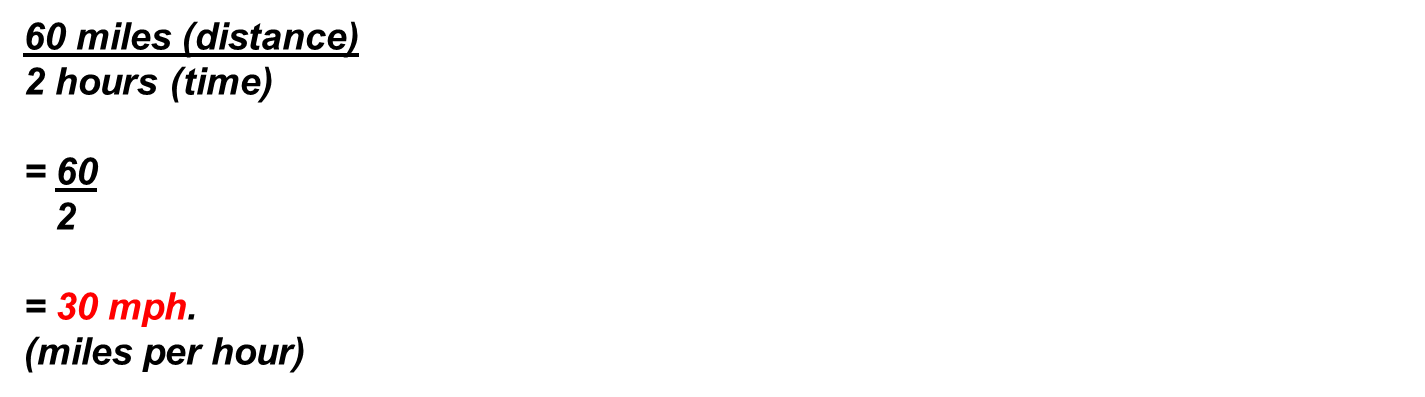 60 miles (distance)
2 hours (time)
= 60
2
= 30 mph.
(miles per hour)